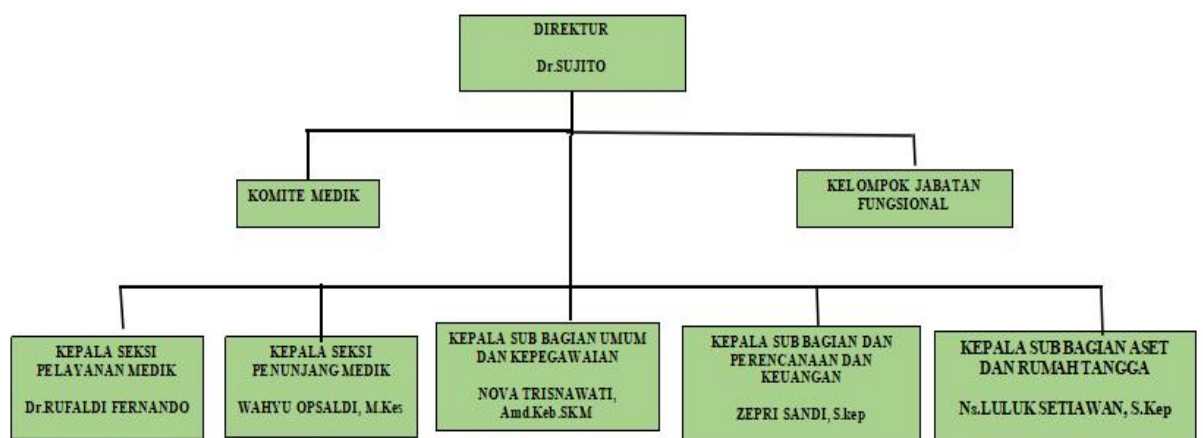 DIREKTUR
Dr.SUJITO
KOMITE MEDIK
KELOMPOK JABATAN
FUNGSIONAL
KEPALA SEKSI
PELAYANAN MEDIK
Dr.RUFALDI FERNANDO
KEPALA SEKSI
PENUNJANG MEDIK
WAHYU OPSALDI, M.Kes
KEPALA SUB BAGIAN UMUM
DAN KEPEGAWAIAN
NOVA TRISNAWATI,
Amd.Keb.SKM
KEPALA SUB BAGIAN DAN
PERENCANAAN DAN
KEUANGAN
ZEPRI SANDI, S.kep
KEPALA SUB BAGIAN ASET
DAN RUMAH TANGGA
Ns.LULUK SETIAWAN, S.Kep